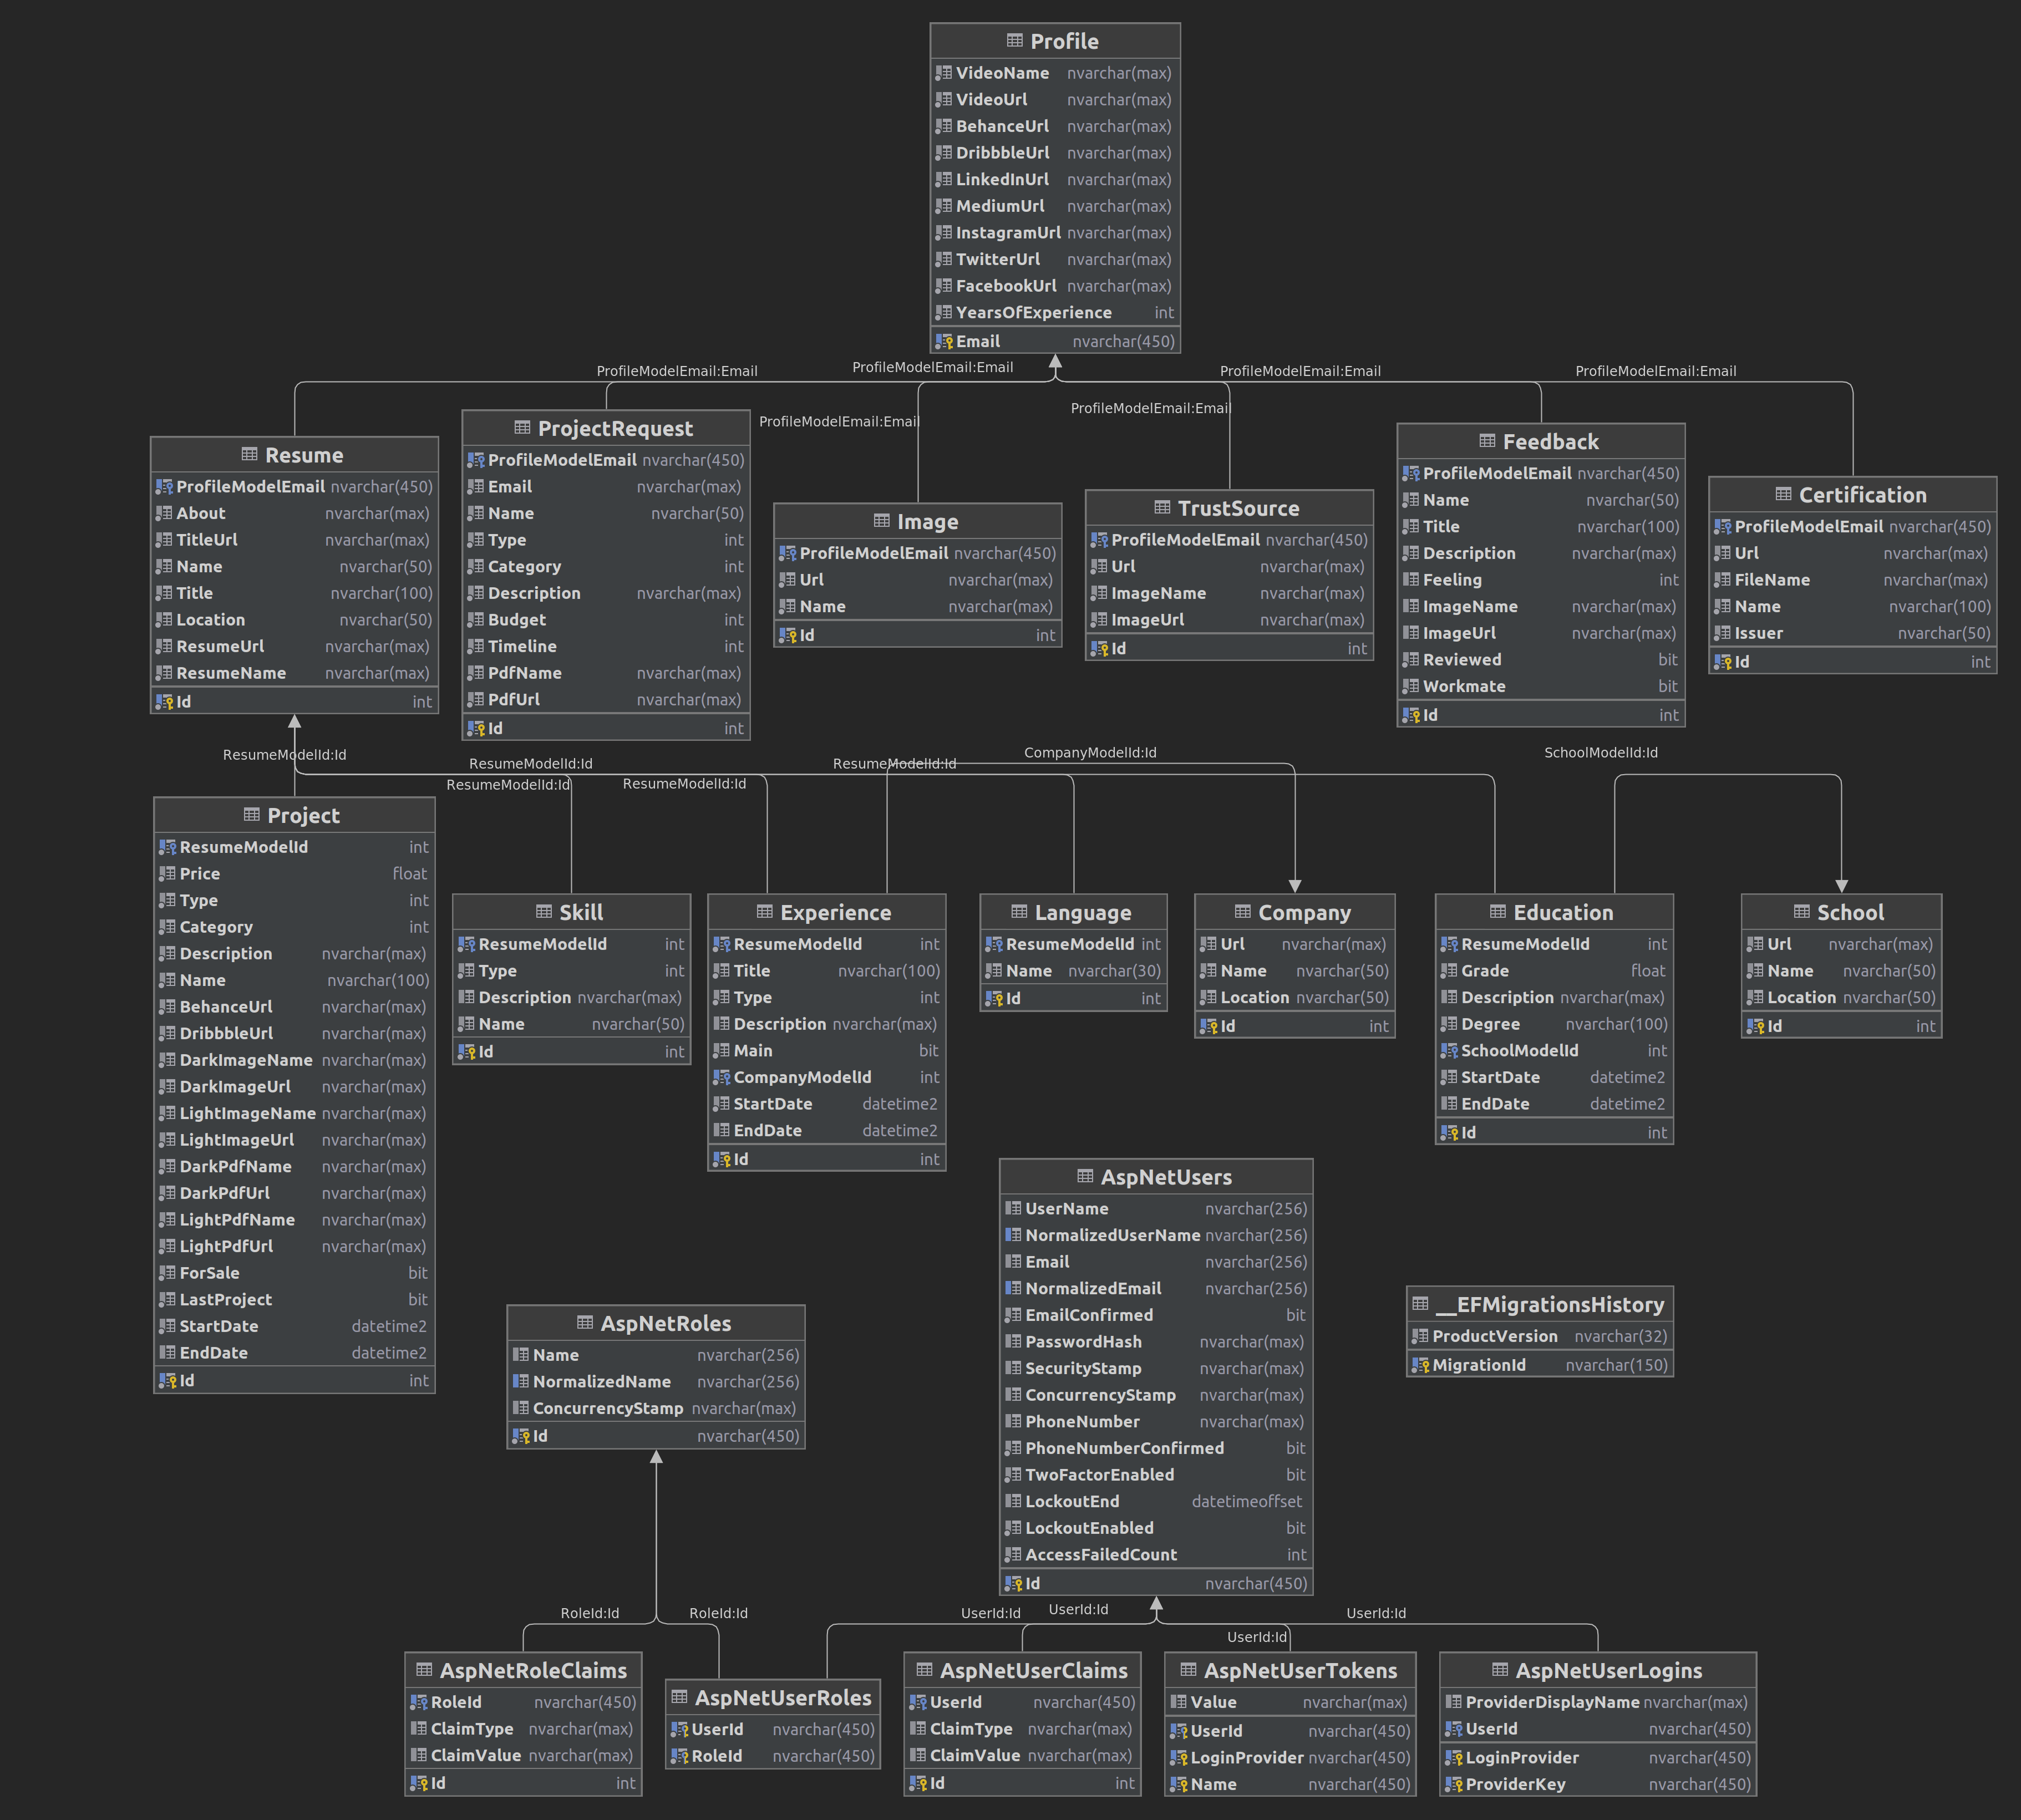 Profile
VideoName nvarchar(max)
VideoUrl nvarchar(max)
BehanceUrl nvarchar(max)
DribbbleUrl nvarchar(max)
LinkedInUrl nvarchar(max)
MediumUrl nvarchar(max)
InstagramUrl nvarchar(max)
TwitterUrl nvarchar(max)
FacebookUrl nvarchar(max)
YearsOfExperience int
Email nvarchar(450)
ProfileModelEmail:Email
ProfileModelEmail:Email
ProfileModelEmail:Email
ProfileModelEmail:Email
ProfileModelEmail:Email
ProfileModelEmail:Email
Resume
ProfileModelEmail nvarchar(450)
About nvarchar(max)
TitleUrl nvarchar(max)
Name nvarchar(50)
Title nvarchar(100)
Location nvarchar(50)
ResumeUrl nvarchar(max)
ResumeName nvarchar(max)
Id int
ProjectRequest
ProfileModelEmail nvarchar(450)
Email nvarchar(max)
Name nvarchar(50)
Type int
Category int
Description nvarchar(max)
Budget int
Timeline int
PdfName nvarchar(max)
PdfUrl nvarchar(max)
Id int
Image
ProfileModelEmail nvarchar(450)
Url nvarchar(max)
Name nvarchar(max)
Id int
TrustSource
ProfileModelEmail nvarchar(450)
Url nvarchar(max)
ImageName nvarchar(max)
ImageUrl nvarchar(max)
Id int
Feedback
ProfileModelEmail nvarchar(450)
Name nvarchar(50)
Title nvarchar(100)
Description nvarchar(max)
Feeling int
ImageName nvarchar(max)
ImageUrl nvarchar(max)
Reviewed bit
Workmate bit
Id int
Certification
ProfileModelEmail nvarchar(450)
Url nvarchar(max)
FileName nvarchar(max)
Name nvarchar(100)
Issuer nvarchar(50)
Id int
ResumeModelId:Id
ResumeModelId:Id
ResumeModelId:Id
ResumeModelId:Id
ResumeModelId:Id
CompanyModelId:Id
SchoolModelId:Id
Project
ResumeModelId int
Price float
Type int
Category int
Description nvarchar(max)
Name nvarchar(100)
BehanceUrl nvarchar(max)
DribbbleUrl nvarchar(max)
DarkImageName nvarchar(max)
DarkImageUrl nvarchar(max)
LightImageName nvarchar(max)
LightImageUrl nvarchar(max)
DarkPdfName nvarchar(max)
DarkPdfUrl nvarchar(max)
LightPdfName nvarchar(max)
LightPdfUrl nvarchar(max)
ForSale bit
LastProject bit
StartDate datetime2
EndDate datetime2
Id int
Skill
ResumeModelId int
Type int
Description nvarchar(max)
Name nvarchar(50)
Id int
Experience
ResumeModelId int
Title nvarchar(100)
Type int
Description nvarchar(max)
Main bit
CompanyModelId int
StartDate datetime2
EndDate datetime2
Id int
Language
ResumeModelId int
Name nvarchar(30)
Id int
Company
Url nvarchar(max)
Name nvarchar(50)
Location nvarchar(50)
Id int
Education
ResumeModelId int
Grade float
Description nvarchar(max)
Degree nvarchar(100)
SchoolModelId int
StartDate datetime2
EndDate datetime2
Id int
School
Url nvarchar(max)
Name nvarchar(50)
Location nvarchar(50)
Id int
AspNetUsers
UserName nvarchar(256)
NormalizedUserName nvarchar(256)
Email nvarchar(256)
NormalizedEmail nvarchar(256)
EmailConfirmed bit
PasswordHash nvarchar(max)
SecurityStamp nvarchar(max)
ConcurrencyStamp nvarchar(max)
PhoneNumber nvarchar(max)
PhoneNumberConfirmed bit
TwoFactorEnabled bit
LockoutEnd datetimeoffset
LockoutEnabled bit
AccessFailedCount int
Id nvarchar(450)
__EFMigrationsHistory
ProductVersion nvarchar(32)
MigrationId nvarchar(150)
AspNetRoles
Name nvarchar(256)
NormalizedName nvarchar(256)
ConcurrencyStamp nvarchar(max)
Id nvarchar(450)
RoleId:Id
RoleId:Id
UserId:Id
UserId:Id
UserId:Id
UserId:Id
AspNetRoleClaims
RoleId nvarchar(450)
ClaimType nvarchar(max)
ClaimValue nvarchar(max)
Id int
AspNetUserRoles
UserId nvarchar(450)
RoleId nvarchar(450)
AspNetUserClaims
UserId nvarchar(450)
ClaimType nvarchar(max)
ClaimValue nvarchar(max)
Id int
AspNetUserTokens
Value nvarchar(max)
UserId nvarchar(450)
LoginProvider nvarchar(450)
Name nvarchar(450)
AspNetUserLogins
ProviderDisplayName nvarchar(max)
UserId nvarchar(450)
LoginProvider nvarchar(450)
ProviderKey nvarchar(450)